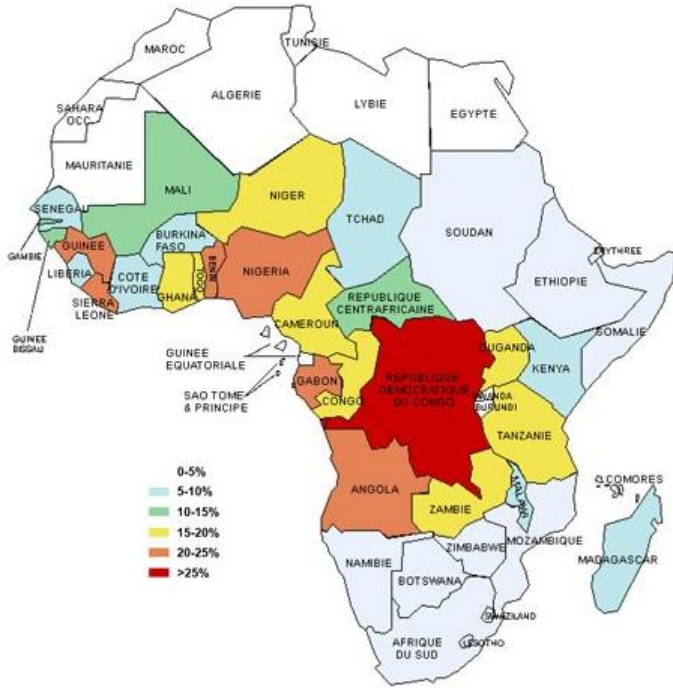 MAROC
TUNISIE
ALGERIE
LYBIE
EGYPTE
SAHARA
OCC.
MAURITANIE
MALI
NIGER
TCHAD
SOUDAN
ERYTHREE
SENEGAL
GAMBIE
GUINEE
BURKINA
FASO
BENIN
NIGERIA
ETHIOPIE
LIBERIA
COTE
D'IVOIRE
GHANA
TOGO
SIERRA
LEONE
GUINEE
BISSAU
CAMEROUN
REPUBLIQUE
CENTRAFRICAINE
SOMALIE
GUINEE
EQUATORIALE
OUGANDA
KENYA
SAO TOME
& PRINCIPE
GABON
CONGO
REPUBLIQUE
DEMOCRATIQUE
DU CONGO
RWANDA
BURUNDI
TANZANIE
COMORES
ANGOLA
ZAMBIE
MALAWI
MOZAMBIQUE
MADAGASCAR
ZIMBABWE
NAMIBIE
BOTSWANA
SWAZILAND
LESOTHO
AFRIQUE
DU SUD
0-5%
5-10%
10-15%
15-20%
20-25%
>25%